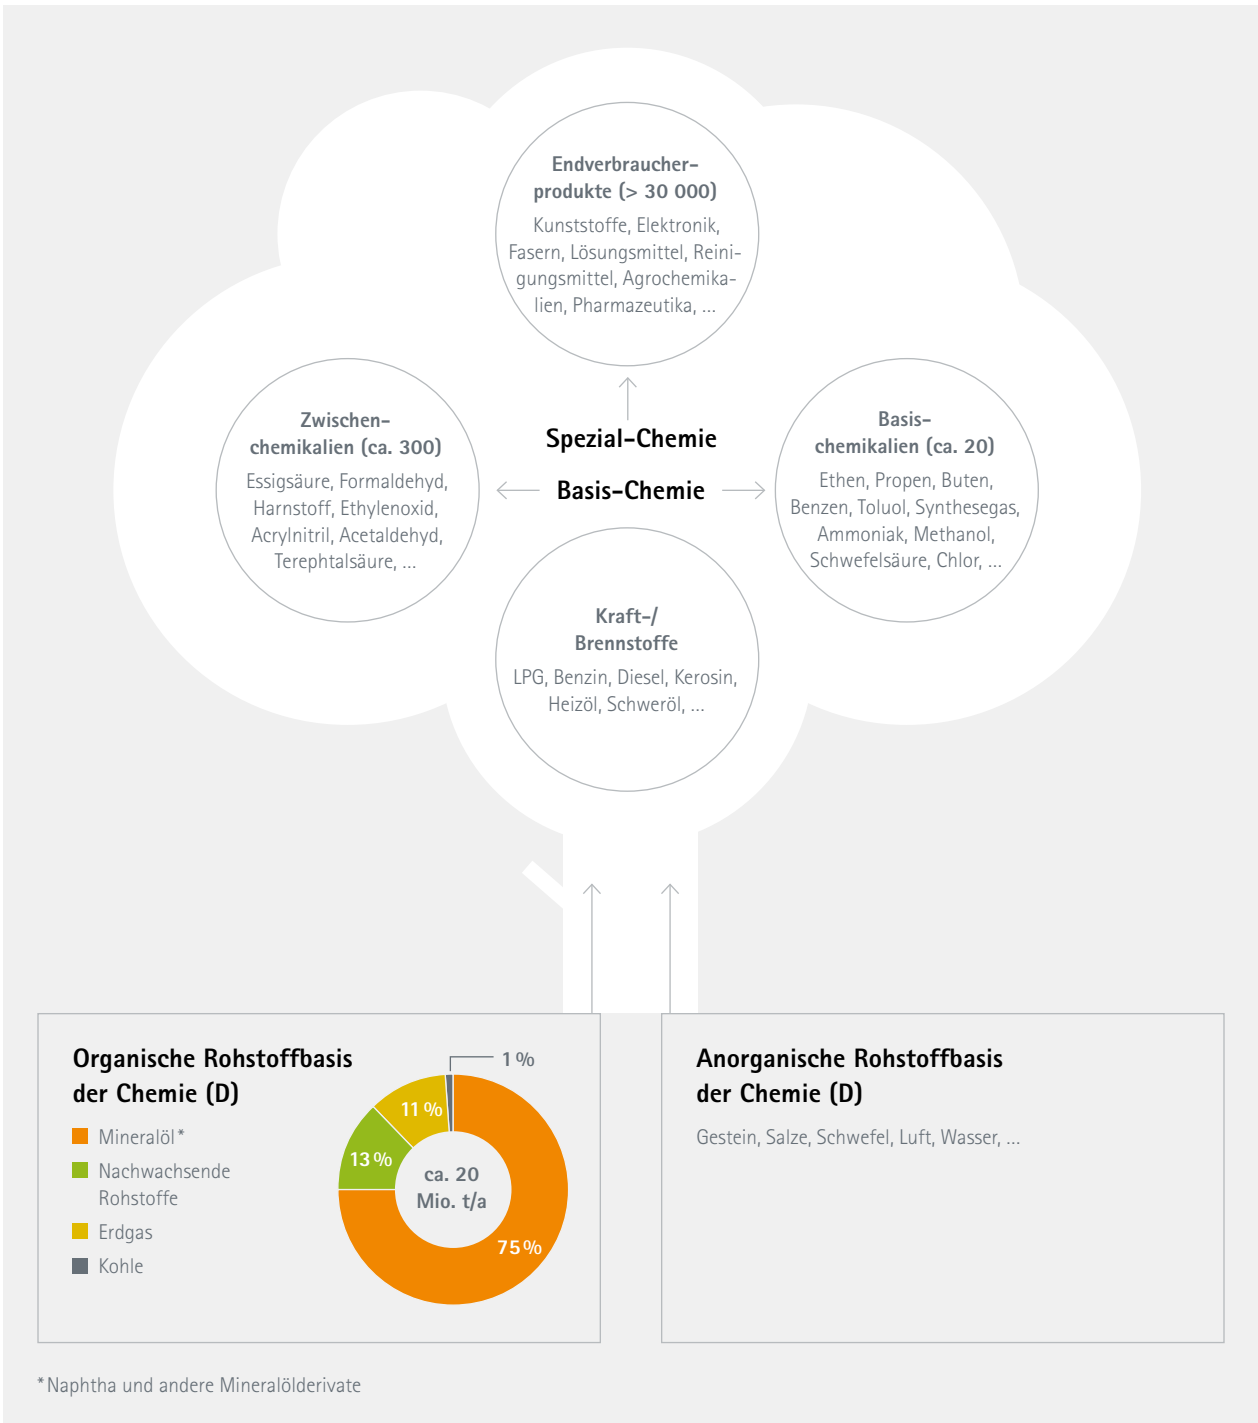 Endverbraucher-
produkte (> 30 000)
Kunststoffe, Elektronik,
Fasern, Lösungsmittel, Reini-
gungsmittel, Agrochemika-
lien, Pharmazeutika, ...
Zwischen-
chemikalien (ca. 300)
Essigsäure, Formaldehyd,
Harnstoff, Ethylenoxid,
Acrylnitril, Acetaldehyd,
Terephtalsäure, ...
Spezial-Chemie
Basis-Chemie
Basis-
chemikalien (ca. 20)
Ethen, Propen, Buten,
Benzen, Toluol, Synthesegas,
Ammoniak, Methanol,
Schwefelsäure, Chlor, ...
Kraft-/
Brennstoffe
LPG, Benzin, Diesel, Kerosin,
Heizöl, Schweröl, ...
Organische Rohstoffbasis
der Chemie (D)
Mineralöl*
Nachwachsende
Rohstoffe
Erdgas
Kohle
1 %
11 %
13 %
75 %
ca. 20
Mio. t/a
Anorganische Rohstoffbasis
der Chemie (D)
Gestein, Salze, Schwefel, Luft, Wasser, ...
* Naphtha und andere Mineralölderivate